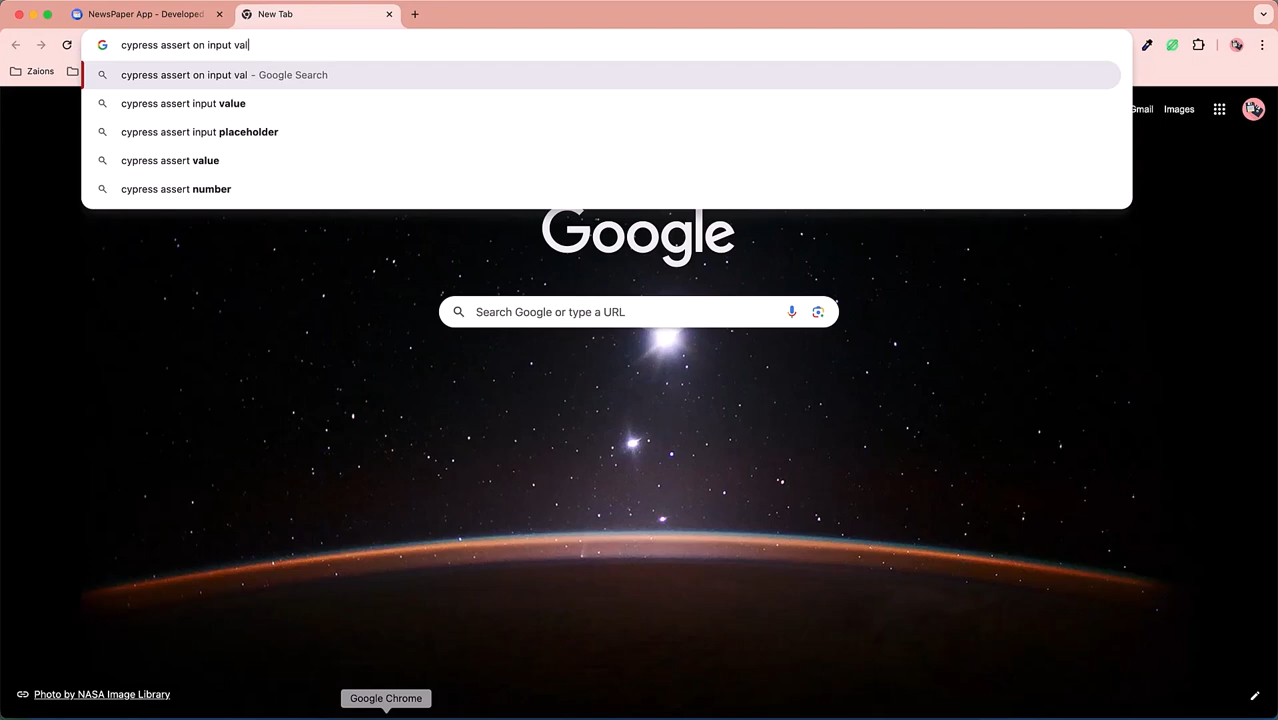 NewsPaper App - Developed
New Tab
cypress assert on input val
Zaions
cypress assert on input val - Google Search
cypress assert input value
cypress assert input placeholder
cypress assert value
cypress assert number
Gmail
Images
Google
Search Google or type a URL
Photo by NASA Image Library
Google Chrome